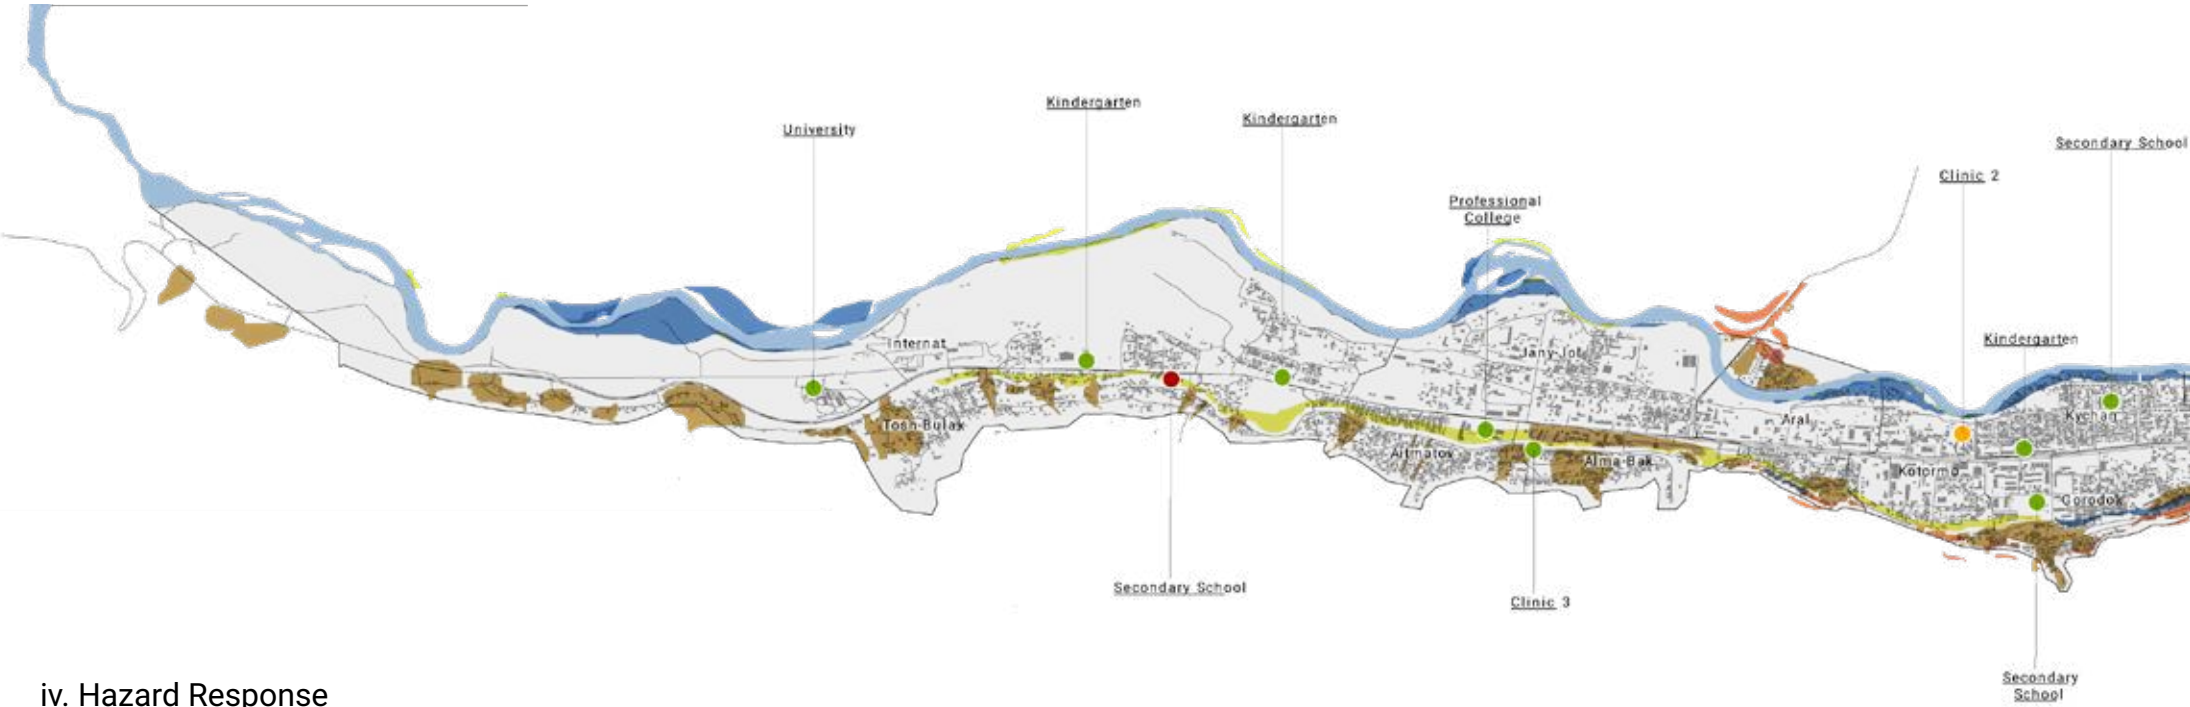 Kindergarten
Kindergarten
University
Secondary School
Clinic 2
Professional
College
Kindergarten
Internat
Jany-Jol
Kychan
Aral
Tosh-Bulak
Aitmatov
Alma-Bak
Kotormo
Gorodok
Secondary School
Clinic 3
Secondary
School
iv. Hazard Response